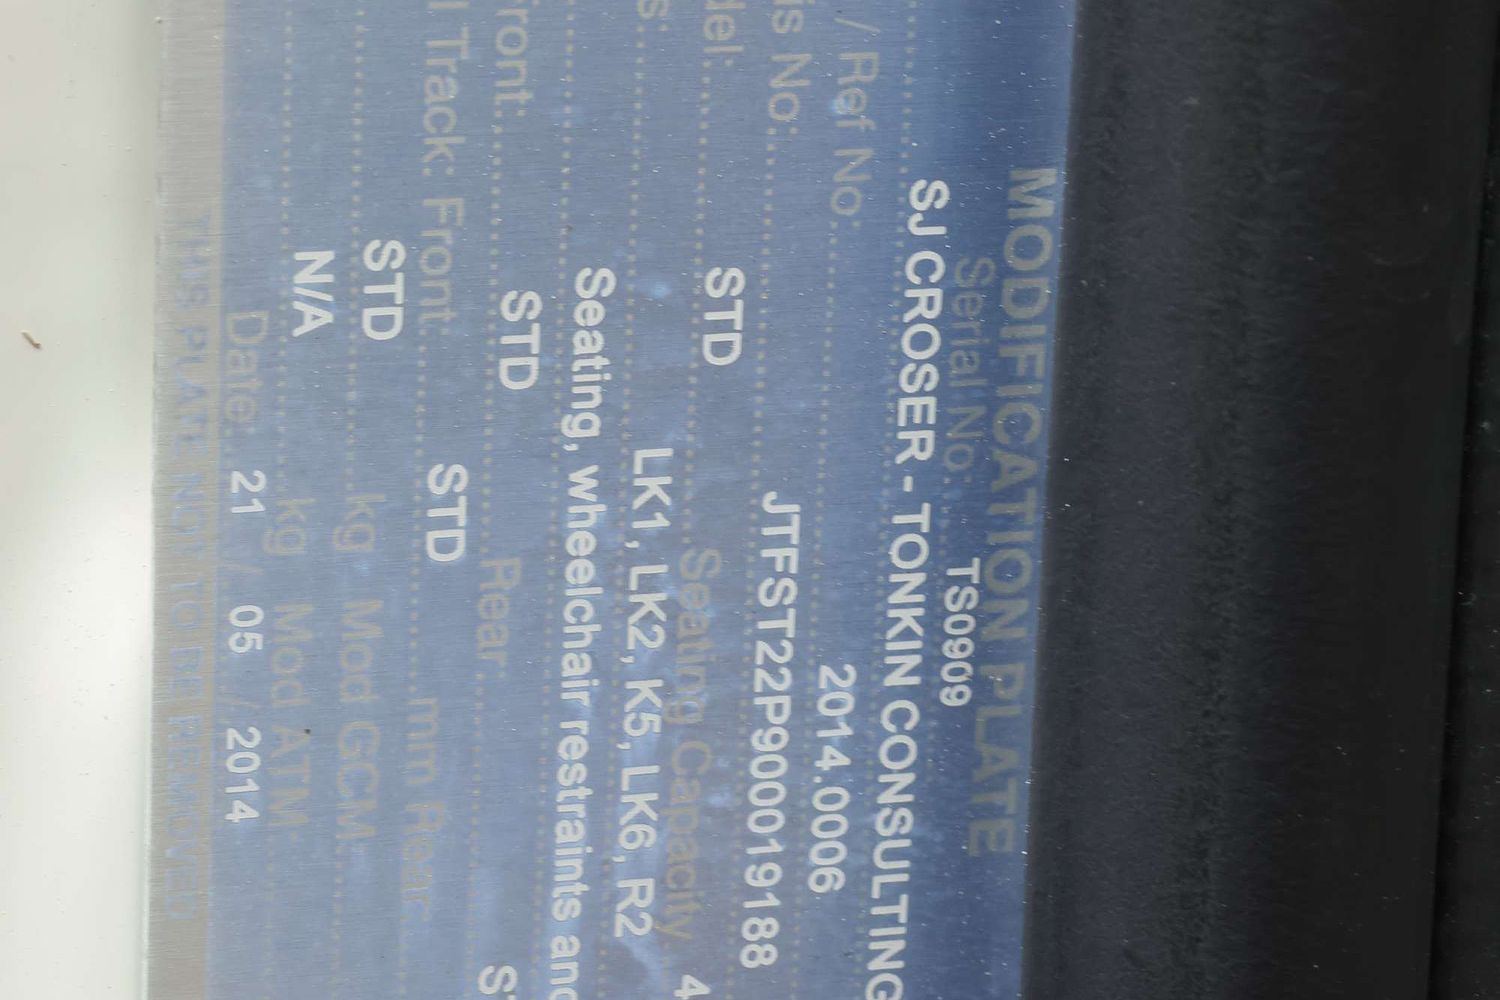 MODIFICATION PLATE
Serial No: TS0909
SJ CROSER - TONKIN CONSULTING
/ Ref No: 2014.0006
is No: JTFST22P900019188
del: STD Seating Capacity 4
s: LK1, LK2, K5, LK6, R2
Seating, wheelchair restraints and
Front: STD Rear
l Track: Front: STD mm Rear
STD kg Mod GCM
N/A kg Mod ATM
Date: 21 / 05 / 2014
THIS PLATE NOT TO BE REMOVED